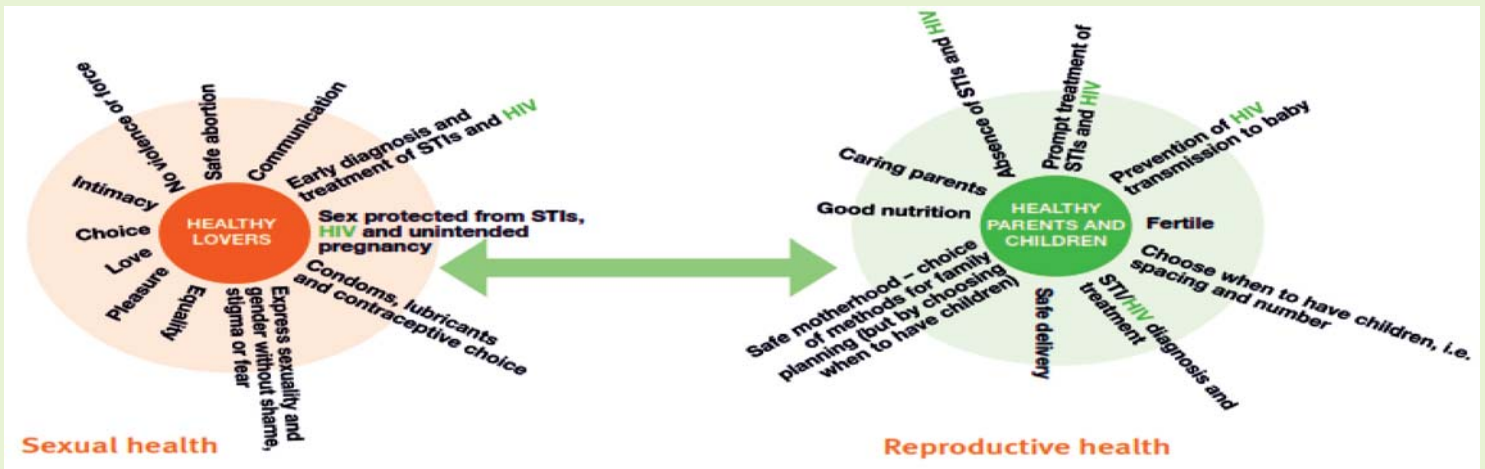 No violence or force
Safe abortion
Communication
Early diagnosis and
treatment of STIs and HIV
Intimacy
HEALTHY
LOVERS
Sex protected from STIs,
HIV and unintended
pregnancy
Choice
Love
Pleasure
Equality
Express sexuality and
gender without shame,
stigma or fear
Condoms, lubricants
and contraceptive choice
Sexual health
Absence of STIs and HIV
Prompt treatment of
STIs and HIV
Prevention of HIV
transmission to baby
Caring parents
Good nutrition
HEALTHY
PARENTS AND
CHILDREN
Fertile
Choose when to have children, i.e.
spacing and number
STI/HIV diagnosis and
treatment
Safe delivery
Safe motherhood – choice
of methods for family
planning (but by choosing
when to have children)
Reproductive health